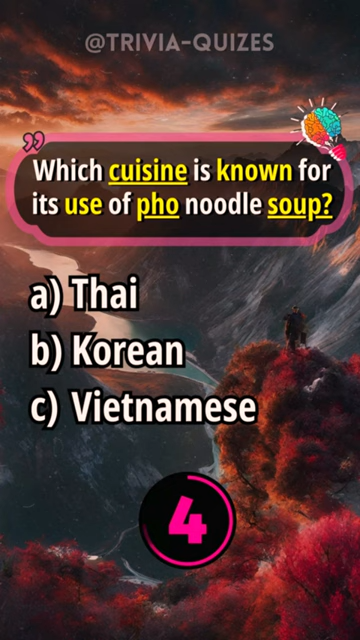 @TRIVIA-QUIZES
Which cuisine is known for
its use of pho noodle soup?
a) Thai
b) Korean
c) Vietnamese
4